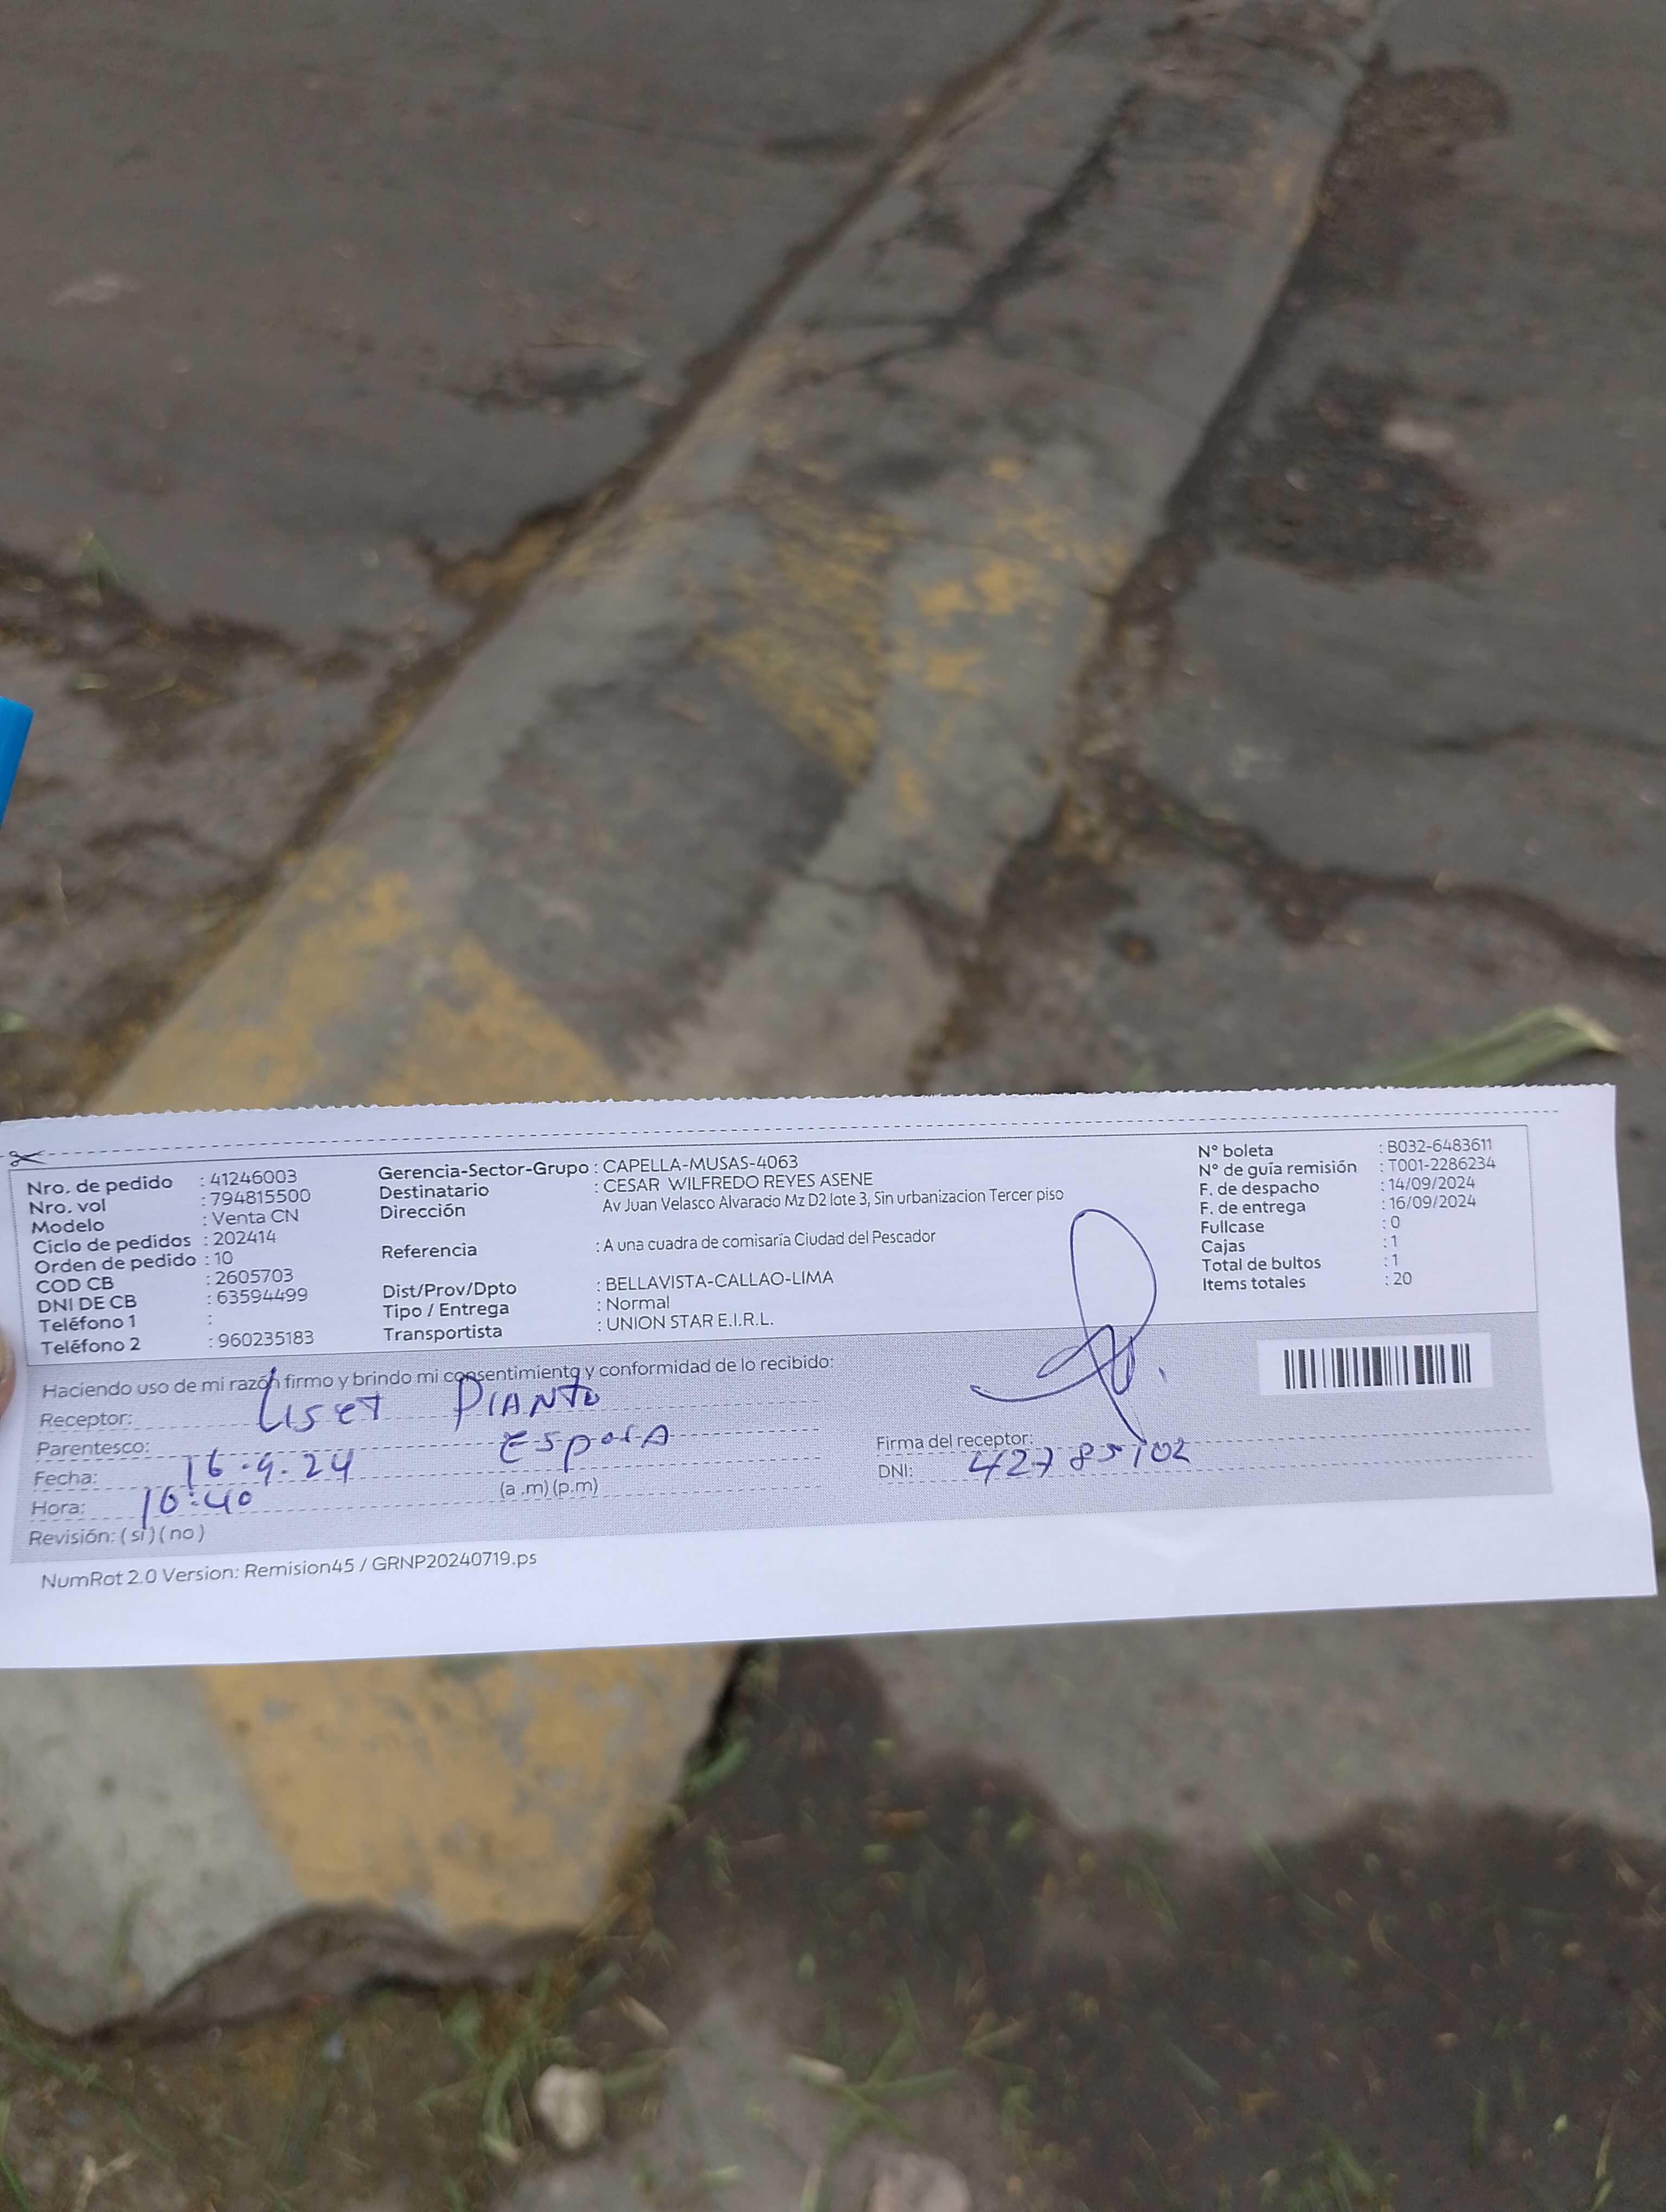 Nro. de pedido : 41246003
Nro. vol : 794815500
Modelo : Venta CN
Ciclo de pedidos : 202414
Orden de pedido : 10
COD CB : 2605703
DNI DE CB : 63594499
Teléfono 1 :
Teléfono 2 : 960235183
Gerencia-Sector-Grupo : CAPELLA-MUSAS-4063
Destinatario : CESAR WILFREDO REYES ASENE
Dirección Av Juan Velasco Alvarado Mz D2 lote 3, Sin urbanizacion Tercer piso
Referencia : A una cuadra de comisaría Ciudad del Pescador
Dist/Prov/Dpto : BELLAVISTA-CALLAO-LIMA
Tipo / Entrega : Normal
Transportista : UNION STAR E.I.R.L.
N° boleta : B032-6483611
N° de guía remisión : T001-2286234
F. de despacho : 14/09/2024
F. de entrega : 16/09/2024
Fullcase : 0
Cajas : 1
Total de bultos : 1
Items totales : 20
Haciendo uso de mi razón firmo y brindo mi consentimiento y conformidad de lo recibido:
Receptor: Liset PIANTO
Parentesco: Esposa
Fecha: 16.9.24
Hora: 10:40 (a .m) (p.m)
Revisión: ( si ) ( no )
Firma del receptor:
DNI:
NumRot 2.0 Version: Remision45 / GRNP20240719.ps